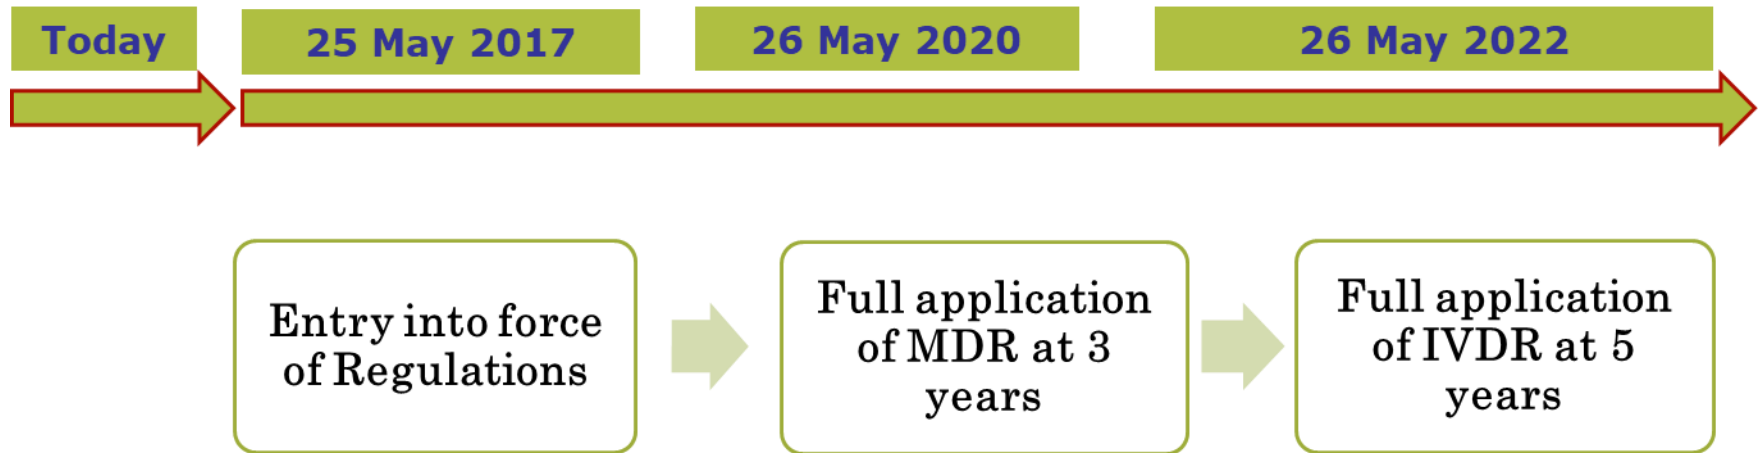 Today
25 May 2017
26 May 2020
26 May 2022
Entry into force
of Regulations
Full application
of MDR at 3
years
Full application
of IVDR at 5
years